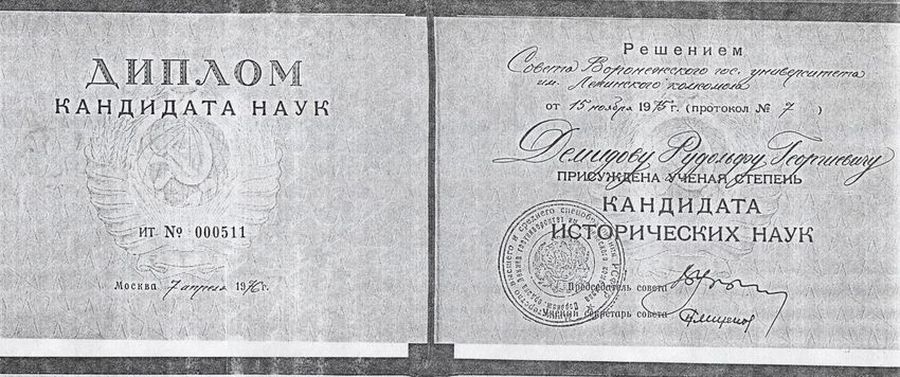 ДИПЛОМ
КАНДИДАТА НАУК
ИТ № 000511
Москва 7 апреля 1976 г.
Решением
Совета Воронежского гос. университета
им. Ленинского комсомола
от 15 ноября 1975 г. (протокол № 7 )
Демидову Рудольфу Георгиевичу
ПРИСУЖДЕНА УЧЕНАЯ СТЕПЕНЬ
КАНДИДАТА
ИСТОРИЧЕСКИХ НАУК
Председатель совета
Ученый секретарь совета